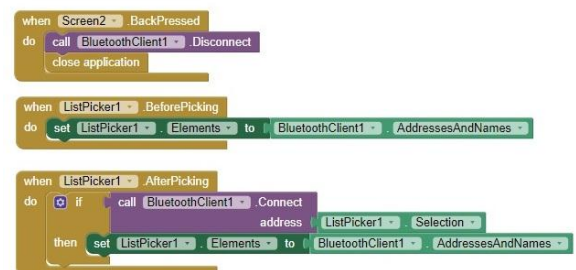 when Screen2 .BackPressed
do call BluetoothClient1 .Disconnect
close application
when ListPicker1 .BeforePicking
do set ListPicker1 . Elements to BluetoothClient1 . AddressesAndNames
when ListPicker1 .AfterPicking
do if call BluetoothClient1 .Connect
address ListPicker1 . Selection
then set ListPicker1 . Elements to BluetoothClient1 . AddressesAndNames